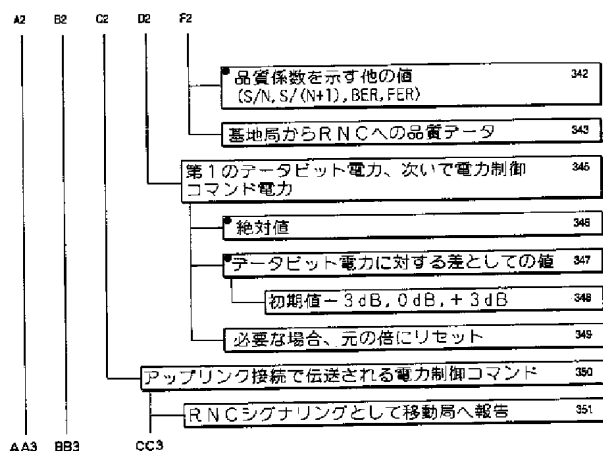 A2 B2 C2 D2 F2
品質係数を示す他の値 342
(S/N, S/(N+1), BER, FER)
基地局からRNCへの品質データ 343
第1のデータビット電力、次いで電力制御 345
コマンド電力
絶対値 346
データビット電力に対する差としての値 347
初期値-3dB, 0dB, +3dB 348
必要な場合、元の倍にリセット 349
アップリンク接続で伝送される電力制御コマンド 350
RNCシグナリングとして移動局へ報告 351
AA3 BB3 CC3